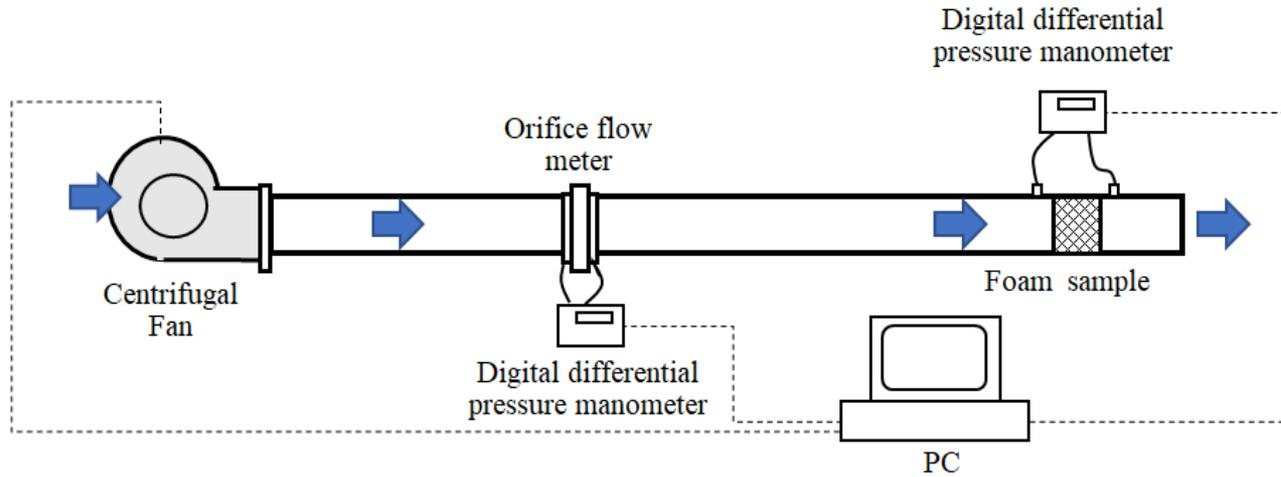 Digital differential
pressure manometer
Orifice flow
meter
Centrifugal
Fan
Foam sample
Digital differential
pressure manometer
PC